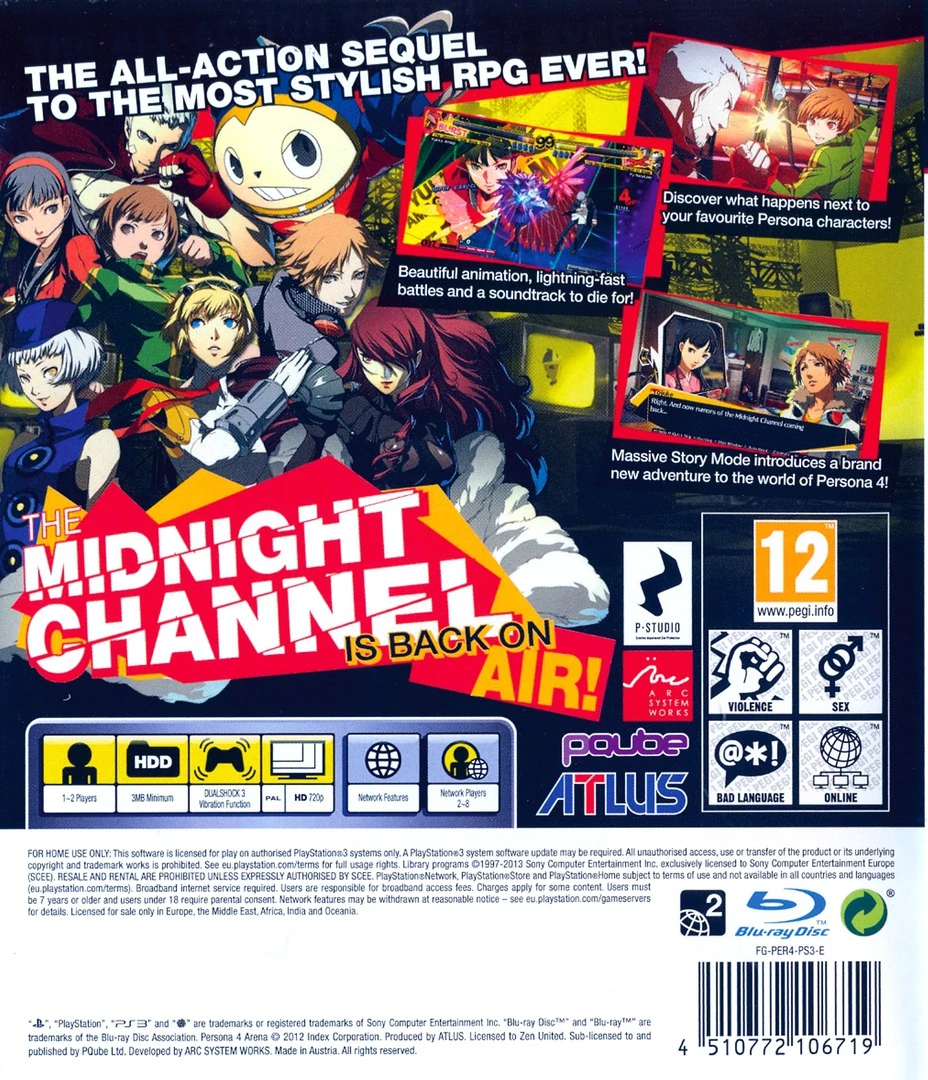 THE ALL-ACTION SEQUEL
TO THE MOST STYLISH RPG EVER!
BURST
99
Discover what happens next to
your favourite Persona characters!
Beautiful animation, lightning-fast
battles and a soundtrack to die for!
Right. And now rumors of the Midnight Channel coming
back...
Massive Story Mode introduces a brand
new adventure to the world of Persona 4!
THE
MIDNIGHT
CHANNEL
IS BACK ON
AIR!
P-STUDIO
ARC
SYSTEM
WORKS
PQube
ATLUS
12
TM
www.pegi.info
VIOLENCE
SEX
@*!
BAD LANGUAGE
ONLINE
1~2 Players
HDD
3MB Minimum
DUALSHOCK 3
Vibration Function
PAL
HD 720p
Network Features
Network Players
2~8
FOR HOME USE ONLY: This software is licensed for play on authorised PlayStation®3 systems only. A PlayStation®3 system software update may be required. All unauthorised access, use or transfer of the product or its underlying
copyright and trademark works is prohibited. See eu.playstation.com/terms for full usage rights. Library programs ©1997-2013 Sony Computer Entertainment Inc. exclusively licensed to Sony Computer Entertainment Europe
(SCEE). RESALE AND RENTAL ARE PROHIBITED UNLESS EXPRESSLY AUTHORISED BY SCEE. PlayStation®Network, PlayStation®Store and PlayStation®Home subject to terms of use and not available in all countries and languages
(eu.playstation.com/terms). Broadband internet service required. Users are responsible for broadband access fees. Charges apply for some content. Users must
be 7 years or older and users under 18 require parental consent. Network features may be withdrawn at reasonable notice – see eu.playstation.com/gameservers
for details. Licensed for sale only in Europe, the Middle East, Africa, India and Oceania.
2
Blu-ray Disc
TM
®
FG-PER4-PS3-E
"PlayStation", "PS3" and " " are trademarks or registered trademarks of Sony Computer Entertainment Inc. "Blu-ray Disc™" and "Blu-ray™" are
trademarks of the Blu-ray Disc Association. Persona 4 Arena © 2012 Index Corporation. Produced by ATLUS. Licensed to Zen United. Sub-licensed to and
published by PQube Ltd. Developed by ARC SYSTEM WORKS. Made in Austria. All rights reserved.
4 510772 106719